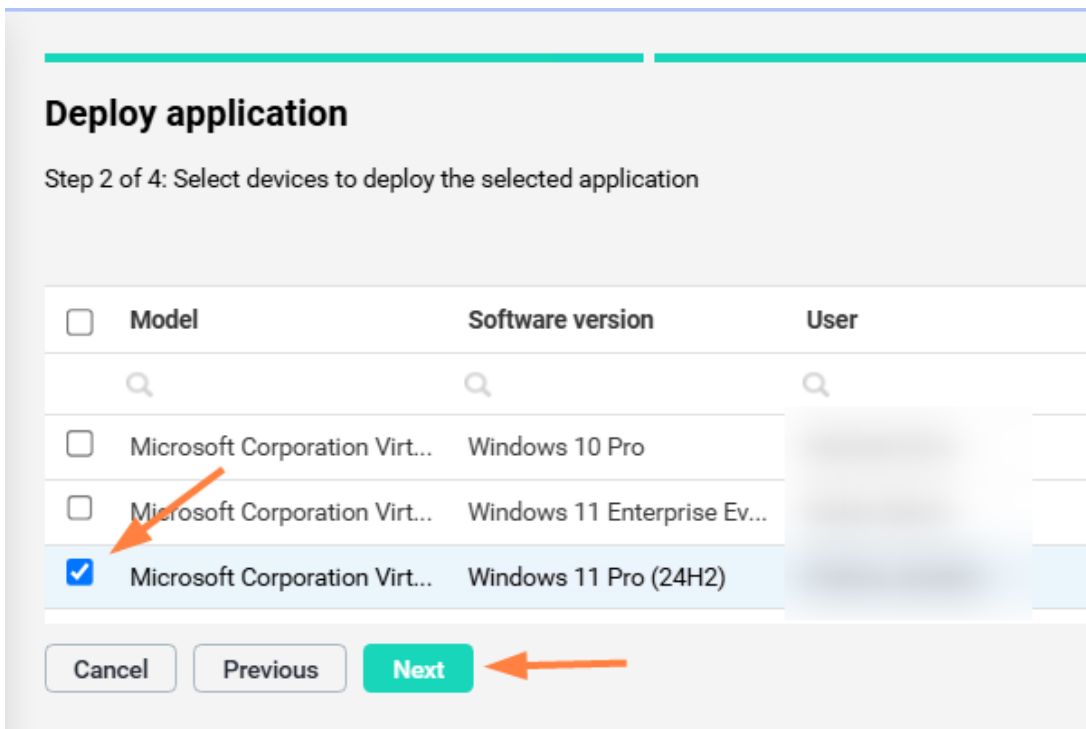 Deploy application
Step 2 of 4: Select devices to deploy the selected application
Model Software version User
Microsoft Corporation Virt... Windows 10 Pro
Microsoft Corporation Virt... Windows 11 Enterprise Ev...
Microsoft Corporation Virt... Windows 11 Pro (24H2)
Cancel Previous Next